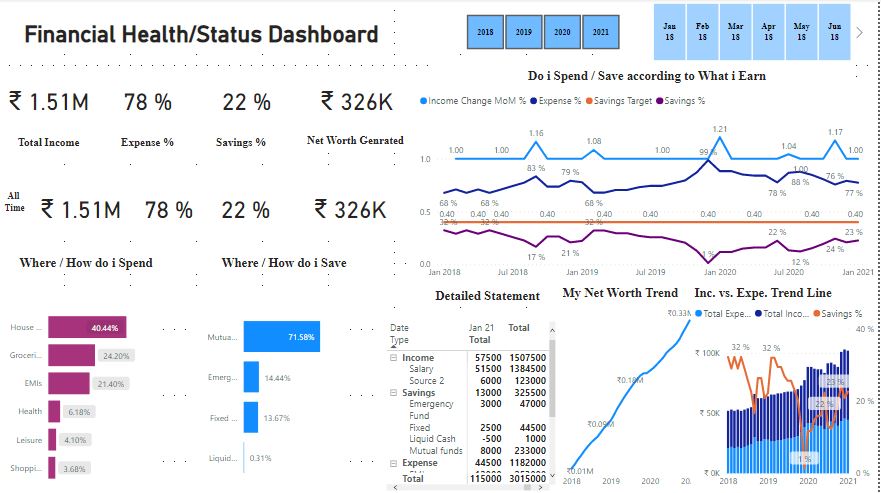 Financial Health/Status Dashboard
2018 2019 2020 2021
Jan 18 Feb 18 Mar 18 Apr 18 May 18 Jun 18
₹ 1.51M 78 % 22 % ₹ 326K
Total Income Expense % Savings % Net Worth Genrated
All Time ₹ 1.51M 78 % 22 % ₹ 326K
Do i Spend / Save according to What i Earn
Income Change MoM % Expense % Savings Target Savings %
1.00 1.00 1.16 1.08 1.00 1.21 1.04 1.00 1.17 1.00
1.0
68 % 68 % 83 % 79 % 68 % 99 % 78 % 88 % 76 % 77 %
0.5
0.40 0.40 0.40 0.40 0.40 0.40 0.40 0.40 0.40 0.40 0.40
32 % 32 % 32 %
17 % 21 % 1 % 22 % 12 % 24 % 23 %
0.0
Jan 2018 Jul 2018 Jan 2019 Jul 2019 Jan 2020 Jul 2020 Jan 2021
Where / How do i Spend
House ... 40.44%
Groceri... 24.20%
EMIs 21.40%
Health 6.18%
Leisure 4.10%
Shoppi... 3.68%
Where / How do i Save
Mutua... 71.58%
Emerg... 14.44%
Fixed ... 13.67%
Liquid... 0.31%
Detailed Statement
Date Jan 21 Total
Type Total
Income 57500 1507500
Salary 51500 1384500
Source 2 6000 123000
Savings 13000 325500
Emergency Fund 3000 47000
Fixed 2500 44500
Liquid Cash -500 1000
Mutual funds 8000 233000
Expense 44500 1182000
Total 115000 3015000
My Net Worth Trend
₹0.33M
₹0.18M
₹0.09M
₹0.01M
2018 2019 2020 20...
Inc. vs. Expe. Trend Line
Total Expe... Total Inco... Savings %
40 %
32 % 32 %
₹ 100K
23 %
22 %
20 %
₹ 50K
1 %
₹ 0K 0 %
2018 2019 2020 2021